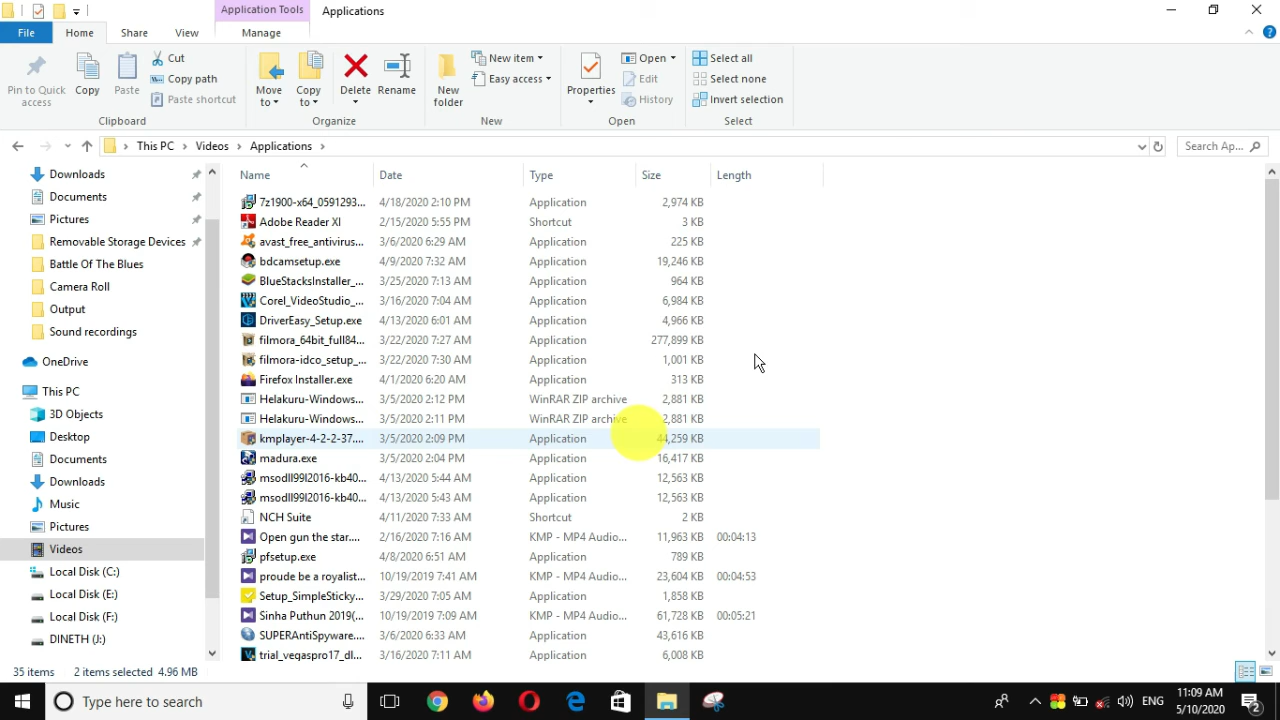 Application Tools Applications
File Home Share View Manage
Pin to Quick access
Copy
Paste
Cut
Copy path
Paste shortcut
Clipboard
Move to
Copy to
Delete
Rename
Organize
New folder
New item
Easy access
New
Properties
Open
Edit
History
Open
Select all
Select none
Invert selection
Select
This PC Videos Applications Search Ap...
Downloads
Documents
Pictures
Removable Storage Devices
Battle Of The Blues
Camera Roll
Output
Sound recordings
OneDrive
This PC
3D Objects
Desktop
Documents
Downloads
Music
Pictures
Videos
Local Disk (C:)
Local Disk (E:)
Local Disk (F:)
DINETH (J:)
Name Date Type Size Length
7z1900-x64_0591293... 4/18/2020 2:10 PM Application 2,974 KB
Adobe Reader XI 2/15/2020 5:55 PM Shortcut 3 KB
avast_free_antivirus... 3/6/2020 6:29 AM Application 225 KB
bdcamsetup.exe 4/9/2020 7:32 AM Application 19,246 KB
BlueStacksInstaller_... 3/25/2020 7:13 AM Application 964 KB
Corel_VideoStudio_... 3/16/2020 7:04 AM Application 6,984 KB
DriverEasy_Setup.exe 4/13/2020 6:01 AM Application 4,966 KB
filmora_64bit_full84... 3/22/2020 7:27 AM Application 277,899 KB
filmora-idco_setup_... 3/22/2020 7:30 AM Application 1,001 KB
Firefox Installer.exe 4/1/2020 6:20 AM Application 313 KB
Helakuru-Windows... 3/5/2020 2:12 PM WinRAR ZIP archive 2,881 KB
Helakuru-Windows... 3/5/2020 2:11 PM WinRAR ZIP archive 2,881 KB
kmplayer-4-2-2-37.... 3/5/2020 2:09 PM Application 44,259 KB
madura.exe 3/5/2020 2:04 PM Application 16,417 KB
msodll99l2016-kb40... 4/13/2020 5:44 AM Application 12,563 KB
msodll99l2016-kb40... 4/13/2020 5:43 AM Application 12,563 KB
NCH Suite 4/11/2020 7:33 AM Shortcut 2 KB
Open gun the star.... 2/16/2020 7:16 AM KMP - MP4 Audio... 11,963 KB 00:04:13
pfsetup.exe 4/8/2020 6:51 AM Application 789 KB
proude be a royalist... 10/19/2019 7:41 AM KMP - MP4 Audio... 23,604 KB 00:04:53
Setup_SimpleSticky... 3/29/2020 7:05 AM Application 1,858 KB
Sinha Puthun 2019(... 10/19/2019 7:09 AM KMP - MP4 Audio... 61,728 KB 00:05:21
SUPERAntiSpyware.... 3/6/2020 6:33 AM Application 43,616 KB
trial_vegaspro17_dl... 3/16/2020 7:11 AM Application 6,008 KB
35 items 2 items selected 4.96 MB
Type here to search
ENG
11:09 AM
5/10/2020
2